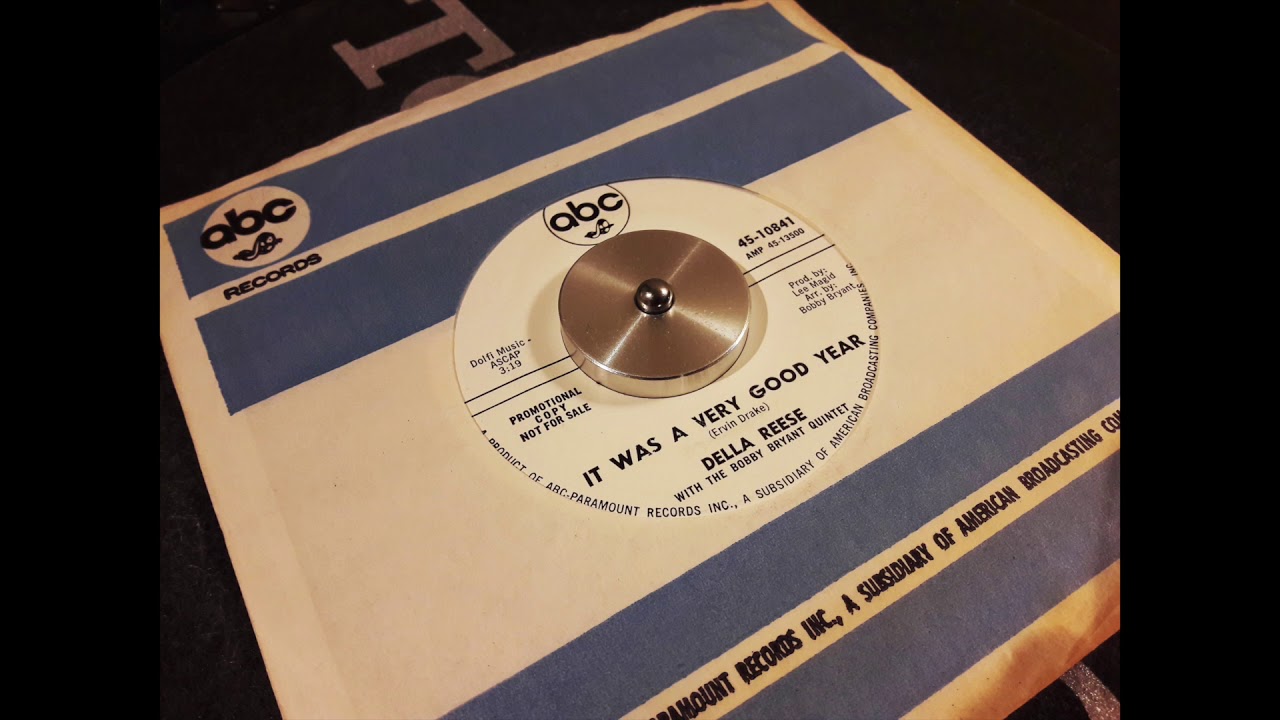 abc
RECORDS
abc
45-10841
AMP 45-13500
Prod. by:
Lee Magid
Arr. by:
Bobby Bryant
Dolfi Music -
ASCAP
3:19
PROMOTIONAL
COPY
NOT FOR SALE
IT WAS A VERY GOOD YEAR
(Ervin Drake)
DELLA REESE
WITH THE BOBBY BRYANT QUINTET
A PRODUCT OF ABC-PARAMOUNT RECORDS INC., A SUBSIDIARY OF AMERICAN BROADCASTING COMPANIES INC.
RECORDS INC., A SUBSIDIARY OF AMERICAN BROADCASTING